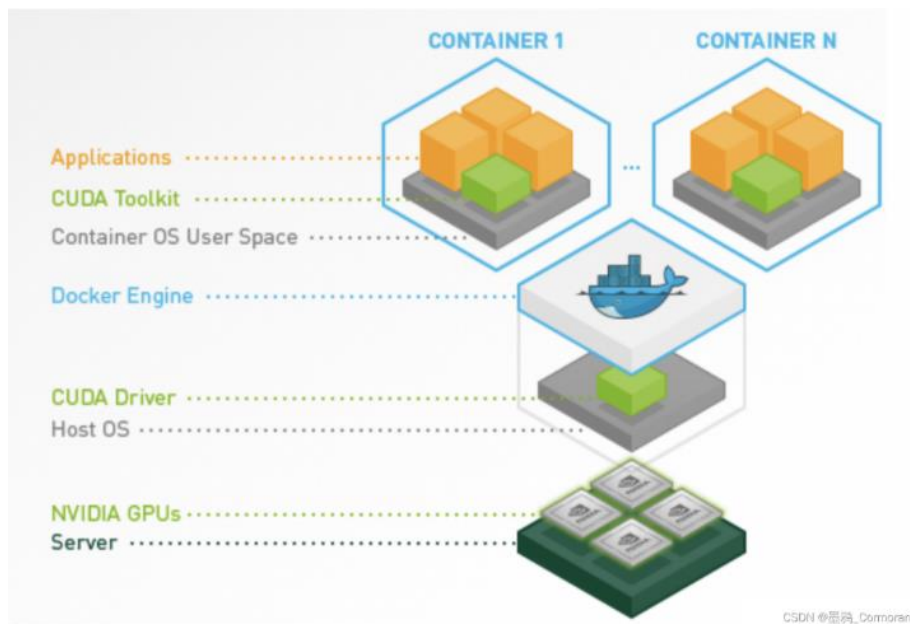 CONTAINER 1
CONTAINER N
Applications
...
CUDA Toolkit
Container OS User Space
Docker Engine
CUDA Driver
Host OS
NVIDIA GPUs
Server
CSDN @墨鸦_Cormoran